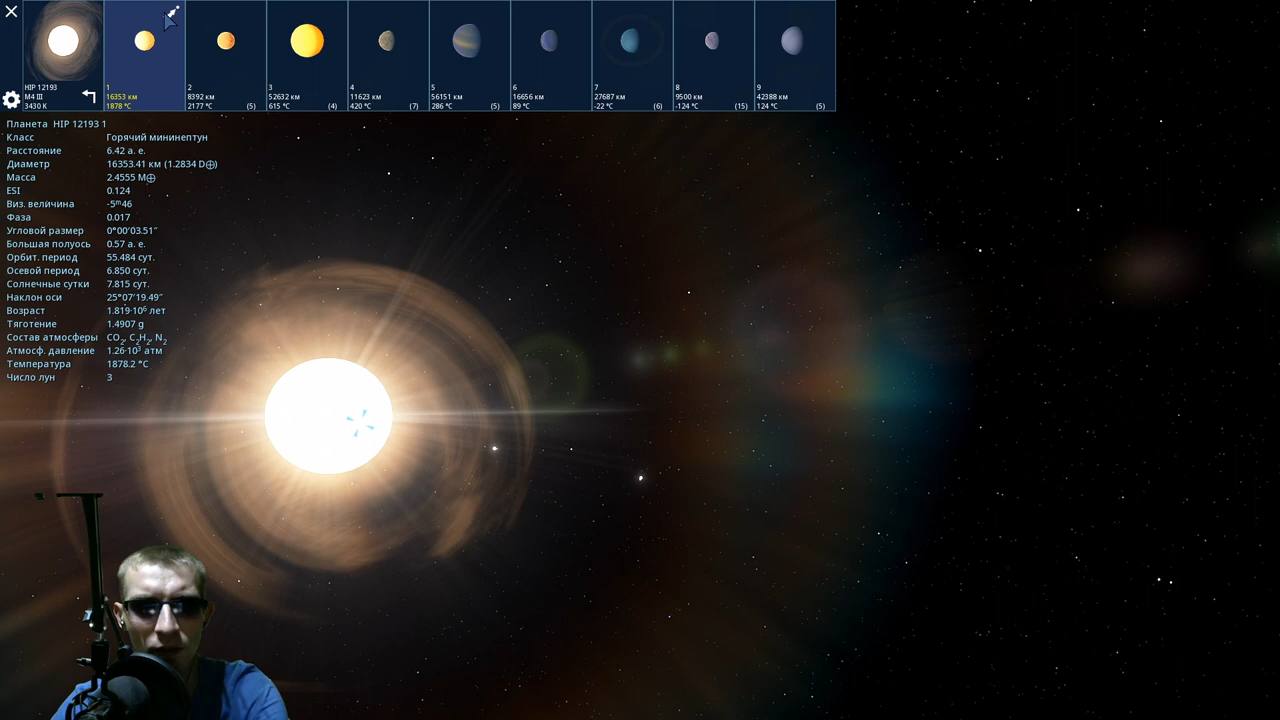 HIP 12193
M4 III
3430 K
1
16353 км
1878 °C
2
8392 км
2177 °C (5)
3
52632 км
615 °C (4)
4
11623 км
420 °C (7)
5
56151 км
286 °C (5)
6
16656 км
89 °C (1)
7
27687 км
-22 °C (6)
8
9500 км
-124 °C (15)
9
42388 км
124 °C (5)
Планета HIP 12193 1
Класс Горячий мининептун
Расстояние 6.42 а. е.
Диаметр 16353.41 км (1.2834 D⊕)
Масса 2.4555 M⊕
ESI 0.124
Виз. величина -5ᵐ46
Фаза 0.017
Угловой размер 0°00′03.51″
Большая полуось 0.57 а. е.
Орбит. период 55.484 сут.
Осевой период 6.850 сут.
Солнечные сутки 7.815 сут.
Наклон оси 25°07′19.49″
Возраст 1.819·10⁶ лет
Тяготение 1.4907 g
Состав атмосферы CO₂, C₂H₂, N₂
Атмосф. давление 1.26·10³ атм
Температура 1878.2 °C
Число лун 3